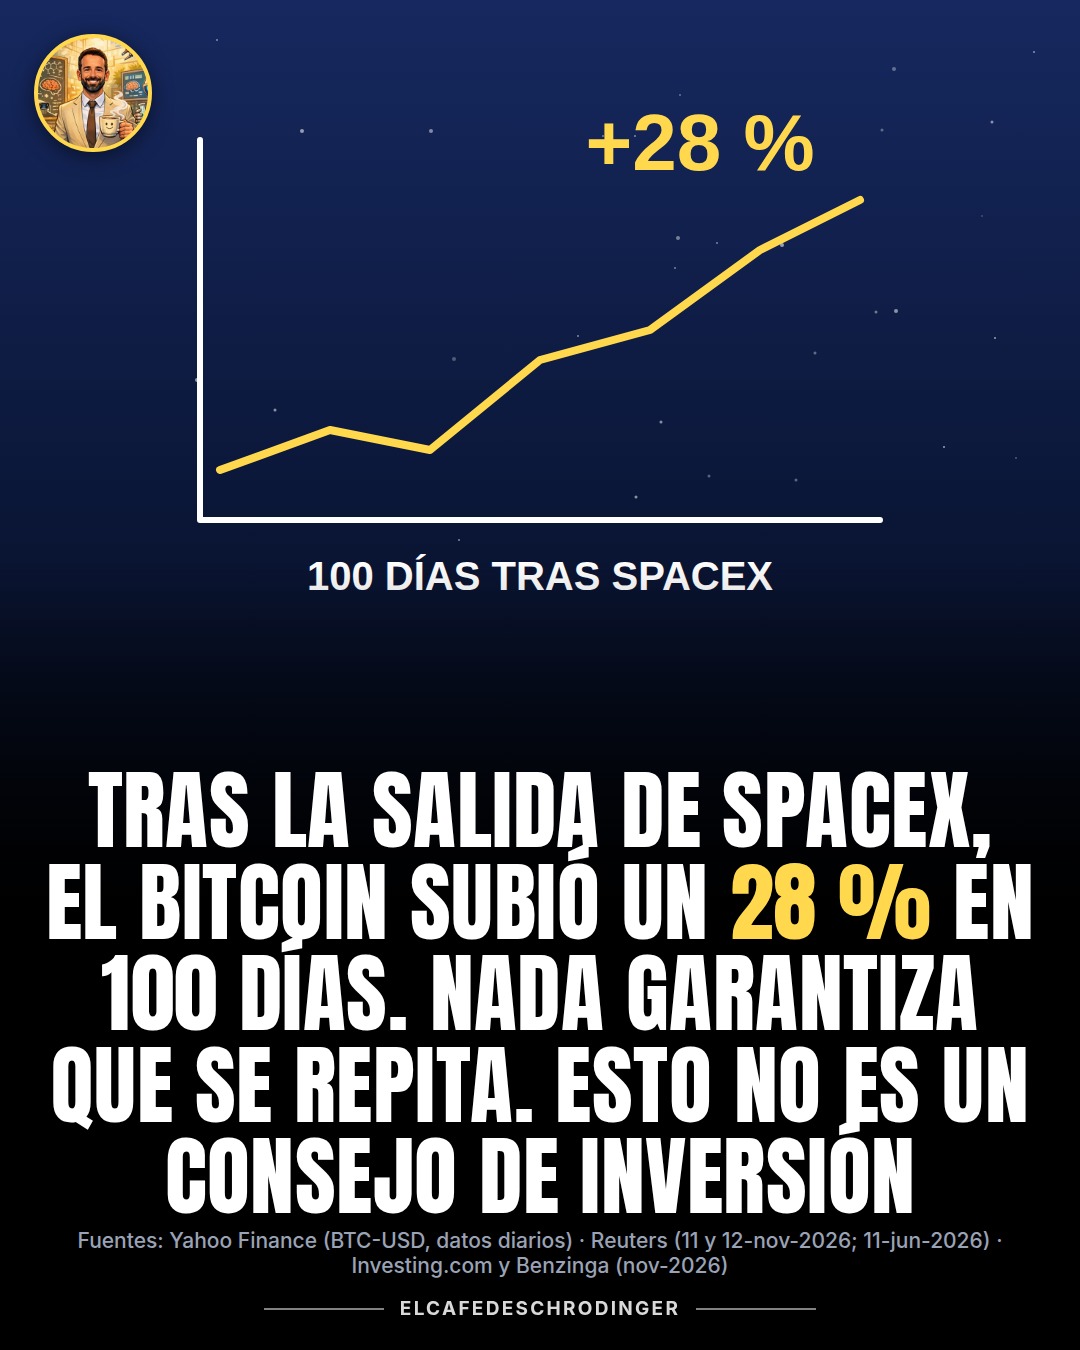 +28 %
100 DÍAS TRAS SPACEX
TRAS LA SALIDA DE SPACEX,
EL BITCOIN SUBIÓ UN 28 % EN
100 DÍAS. NADA GARANTIZA
QUE SE REPITA. ESTO NO ES UN
CONSEJO DE INVERSIÓN
Fuentes: Yahoo Finance (BTC-USD, datos diarios) · Reuters (11 y 12-nov-2026; 11-jun-2026) ·
Investing.com y Benzinga (nov-2026)
ELCAFEDESCHRODINGER